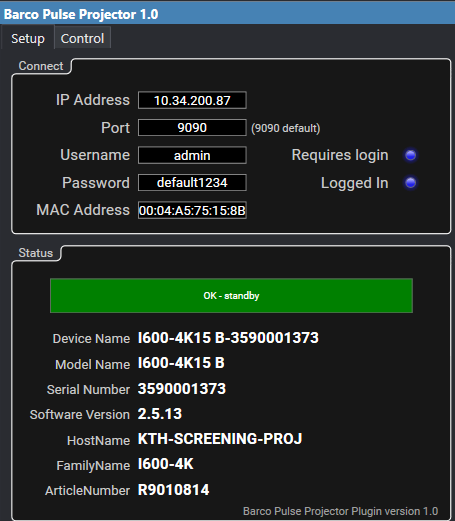 Barco Pulse Projector 1.0
Setup Control
Connect
IP Address 10.34.200.87
Port 9090 (9090 default)
Username admin Requires login
Password default1234 Logged In
MAC Address 00:04:A5:75:15:8B
Status
OK - standby
Device Name I600-4K15 B-3590001373
Model Name I600-4K15 B
Serial Number 3590001373
Software Version 2.5.13
HostName KTH-SCREENING-PROJ
FamilyName I600-4K
ArticleNumber R9010814
Barco Pulse Projector Plugin version 1.0